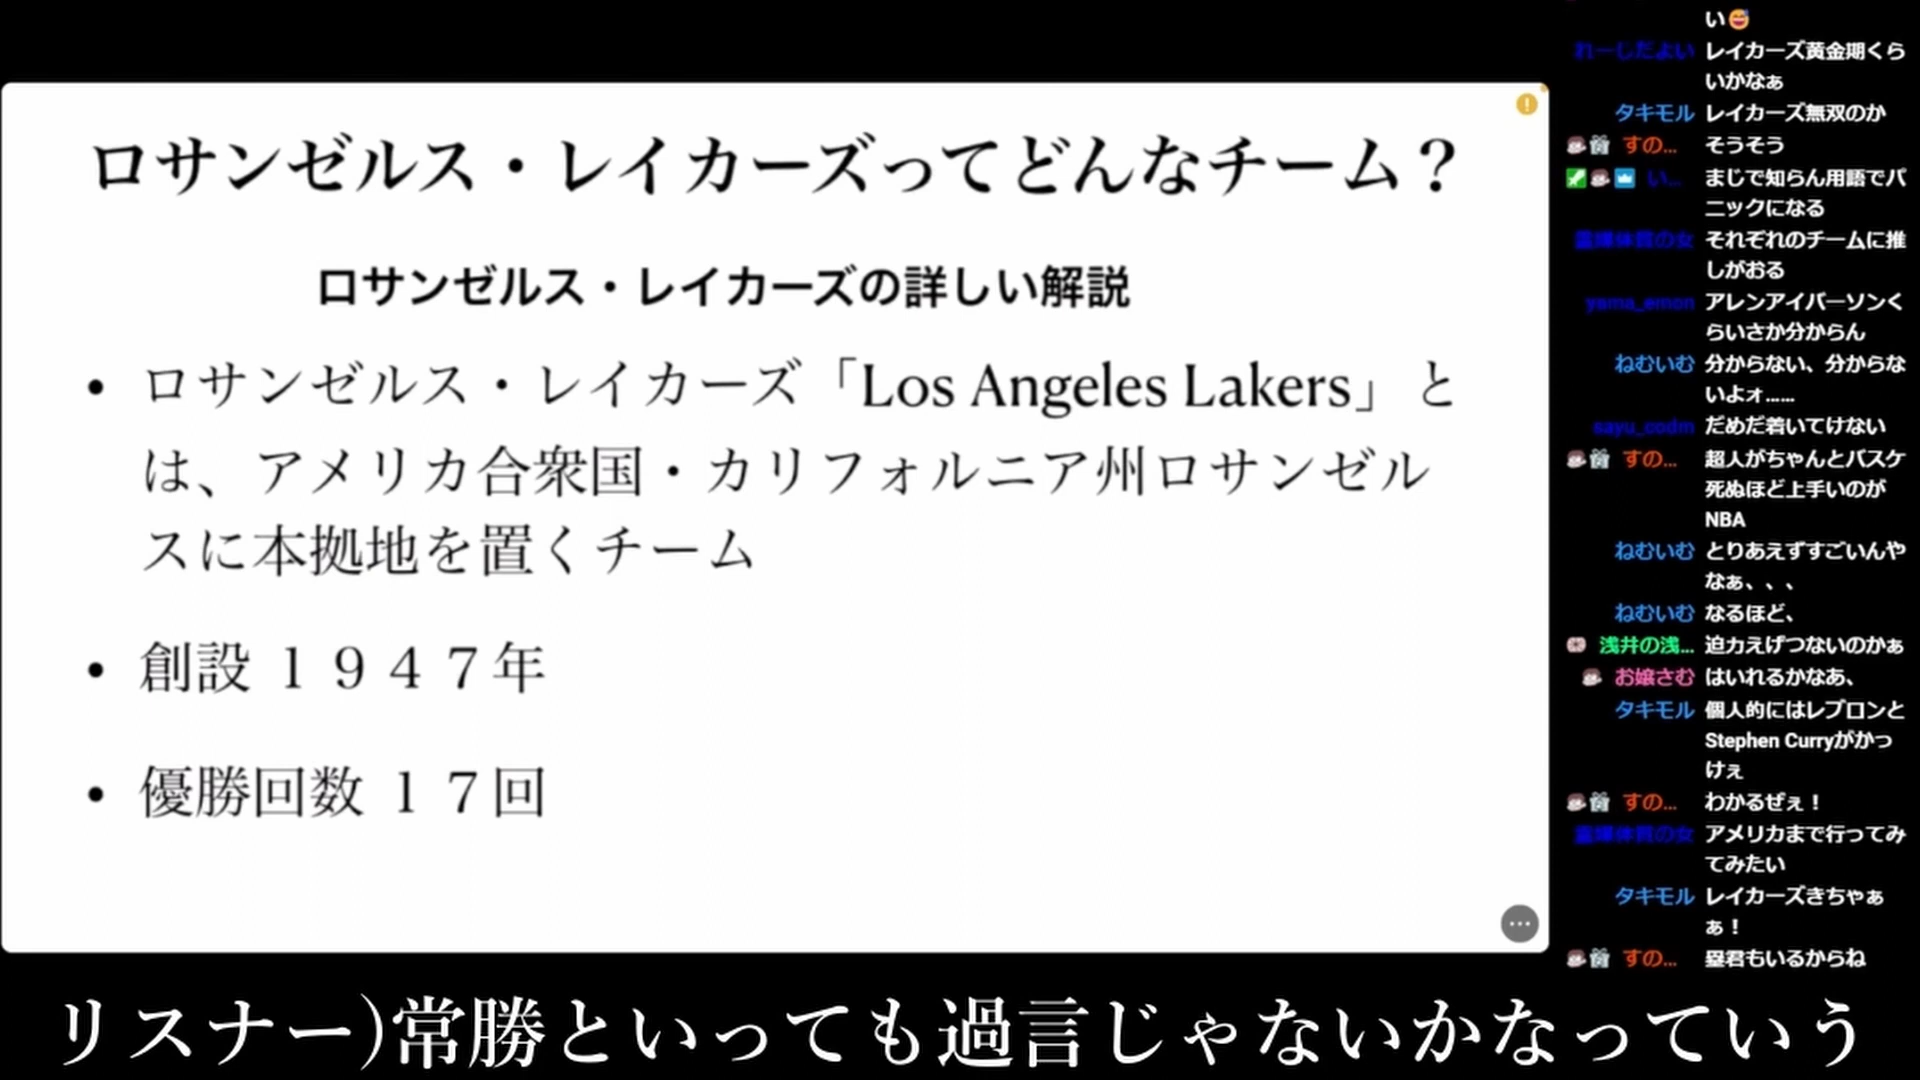 ロサンゼルス・レイカーズってどんなチーム？
ロサンゼルス・レイカーズの詳しい解説
• ロサンゼルス・レイカーズ「Los Angeles Lakers」と
は、アメリカ合衆国・カリフォルニア州ロサンゼル
スに本拠地を置くチーム
• 創設 １９４７年
• 優勝回数 １７回
い😅
れーじだよい レイカーズ黄金期くら
いかなぁ
タキモル レイカーズ無双のか
すの... そうそう
い... まじで知らん用語でパ
ニックになる
それぞれのチームに推
しがおる
yama_emon アレンアイバーソンく
らいさか分からん
ねむいむ 分からない、分からな
いよォ......
sayu_codm だめだ着いてけない
すの... 超人がちゃんとバスケ
死ぬほど上手いのが
NBA
ねむいむ とりあえずすごいんや
なぁ、、、
ねむいむ なるほど、
浅井の浅... 迫力えげつないのかぁ
お嬢さむ はいれるかなあ、
タキモル 個人的にはレブロンと
Stephen Curryがかっ
けぇ
すの... わかるぜぇ！
アメリカまで行ってみ
てみたい
タキモル レイカーズきちゃぁ
ぁ！
すの... 塁君もいるからね
リスナー)常勝といっても過言じゃないかなっていう